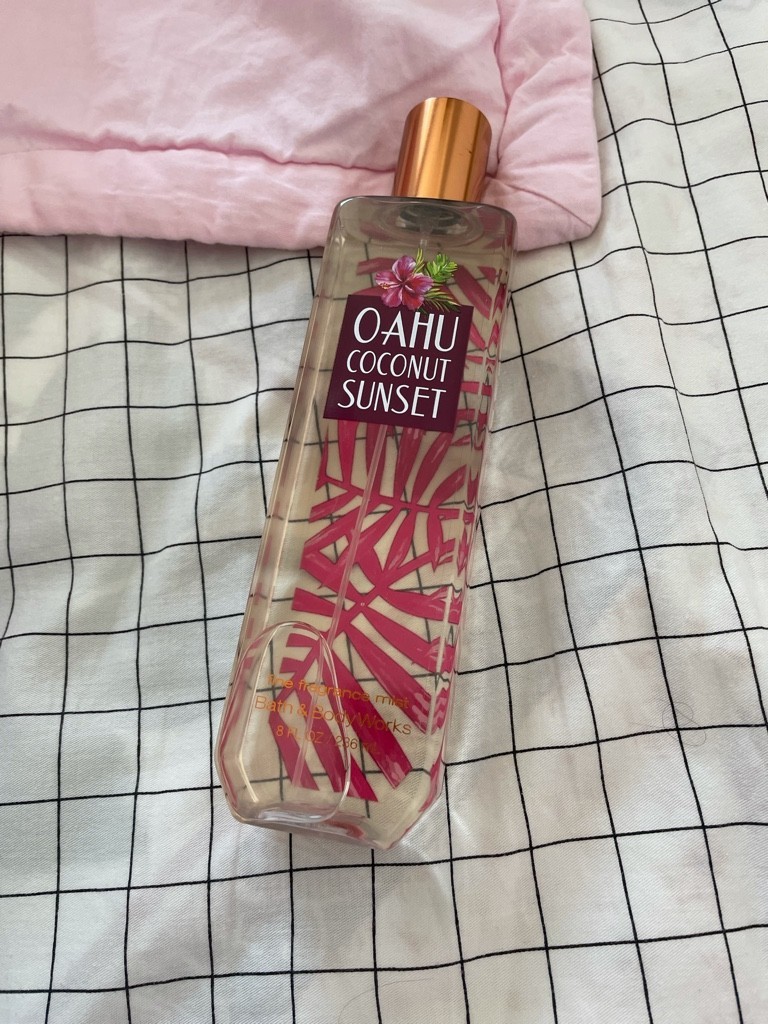 OAHU
COCONUT
SUNSET
fine fragrance mist
Bath & Body Works
8 FL OZ / 236 mL